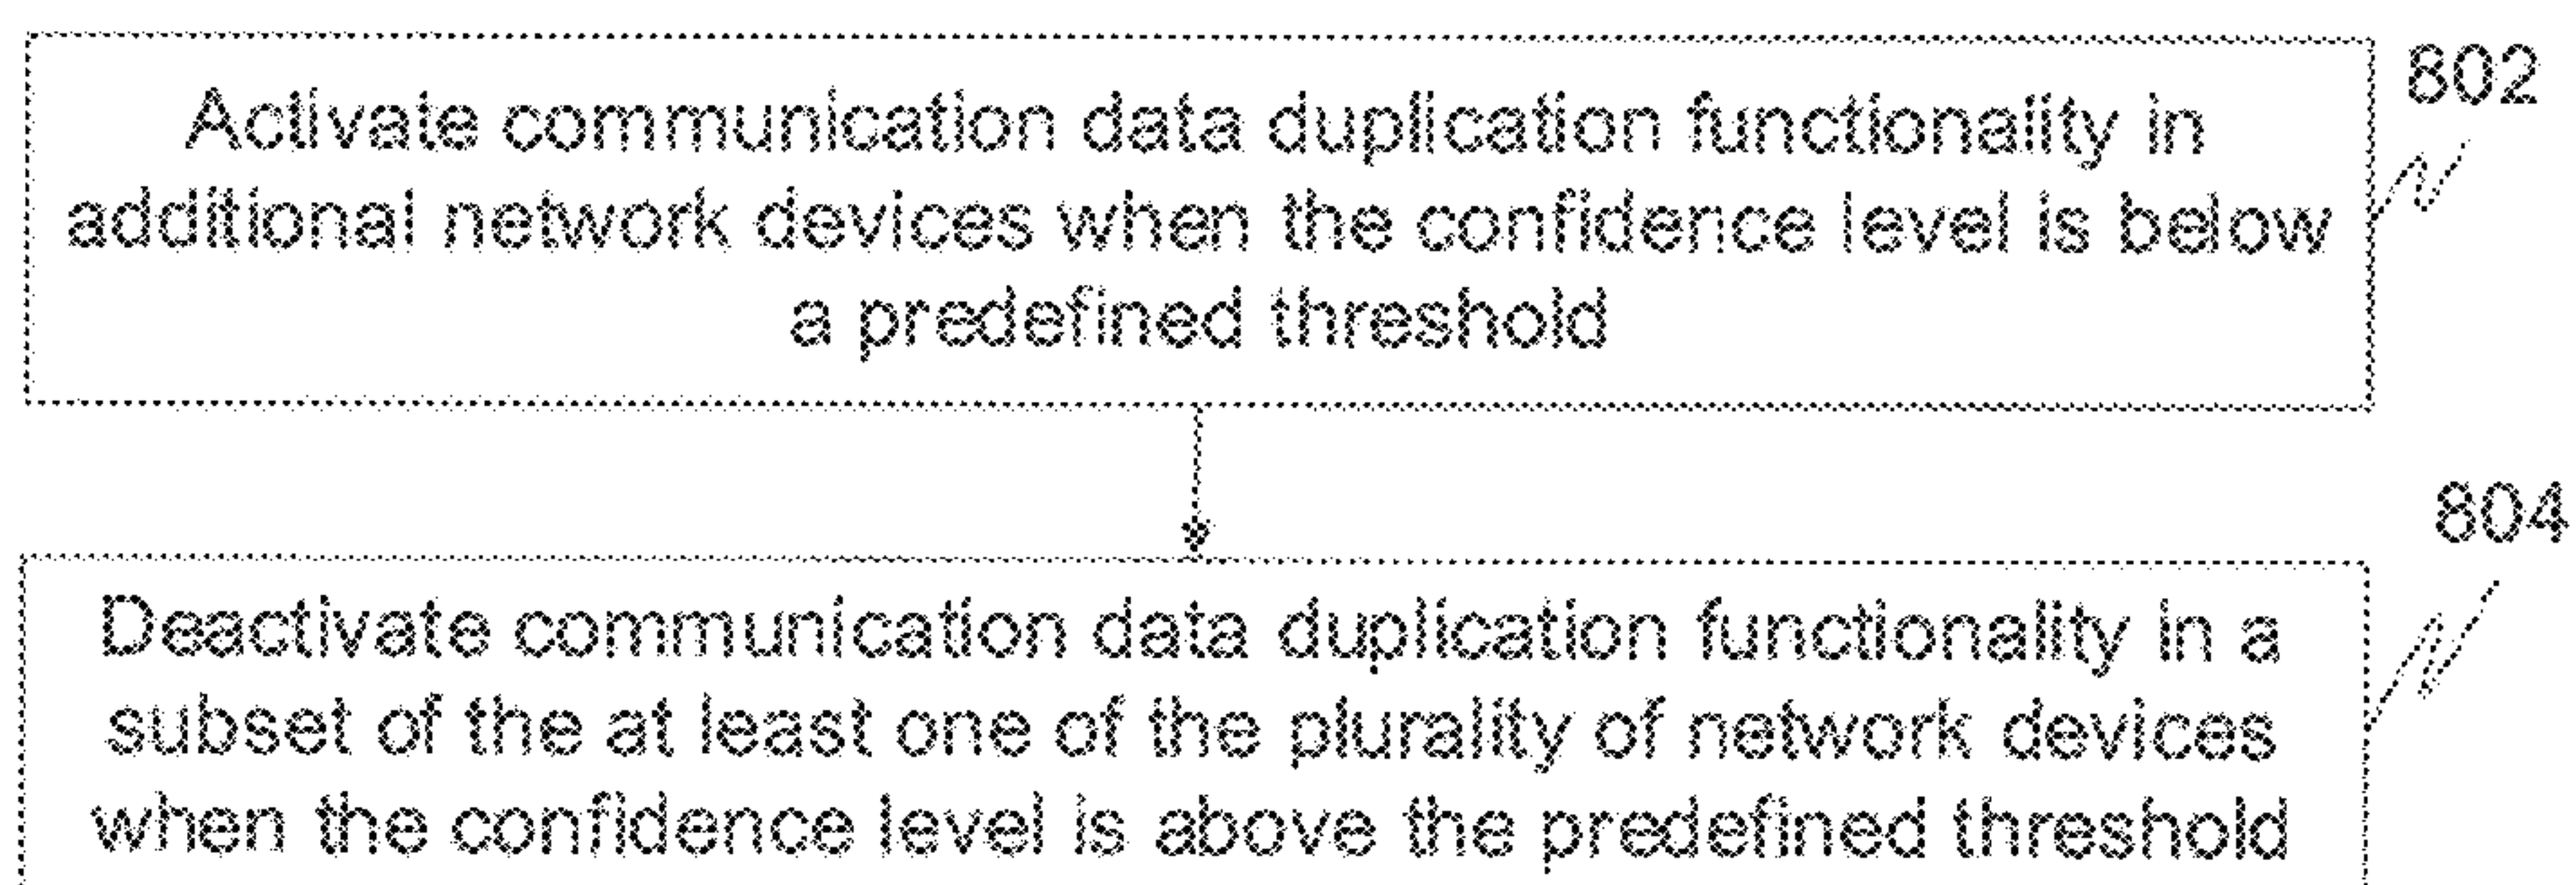 802
Activate communication data duplication functionality in
additional network devices when the confidence level is below
a predefined threshold
804
Deactivate communication data duplication functionality in a
subset of the at least one of the plurality of network devices
when the confidence level is above the predefined threshold